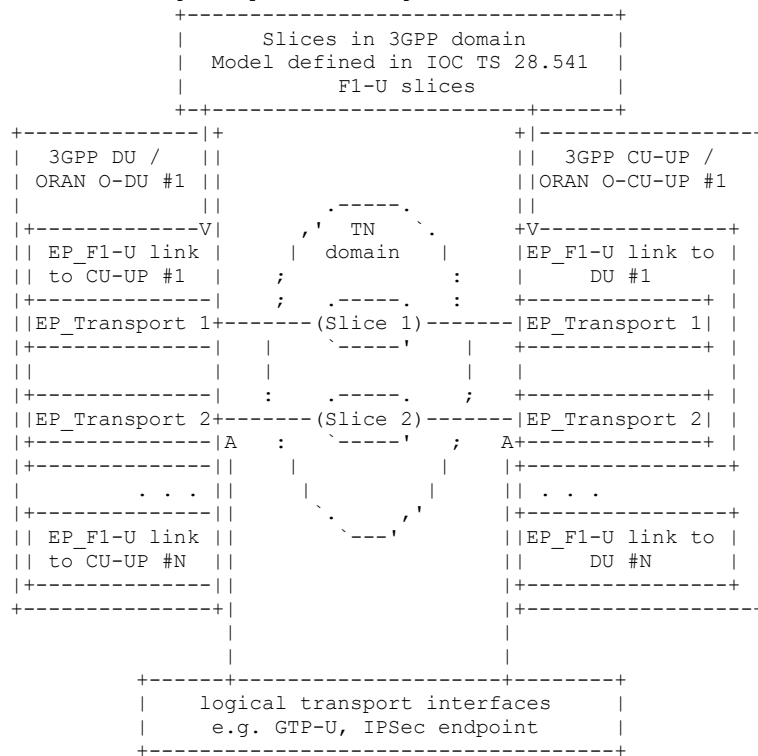 Slices in 3GPP domain
Model defined in IOC TS 28.541
F1-U slices
3GPP DU / 3GPP CU-UP /
ORAN O-DU #1 ORAN O-CU-UP #1
V TN V
EP_F1-U link domain EP_F1-U link to
to CU-UP #1 DU #1
EP_Transport 1 (Slice 1) EP_Transport 1
EP_Transport 2 (Slice 2) EP_Transport 2
A A
. . . . . .
EP_F1-U link EP_F1-U link to
to CU-UP #N DU #N
logical transport interfaces
e.g. GTP-U, IPSec endpoint